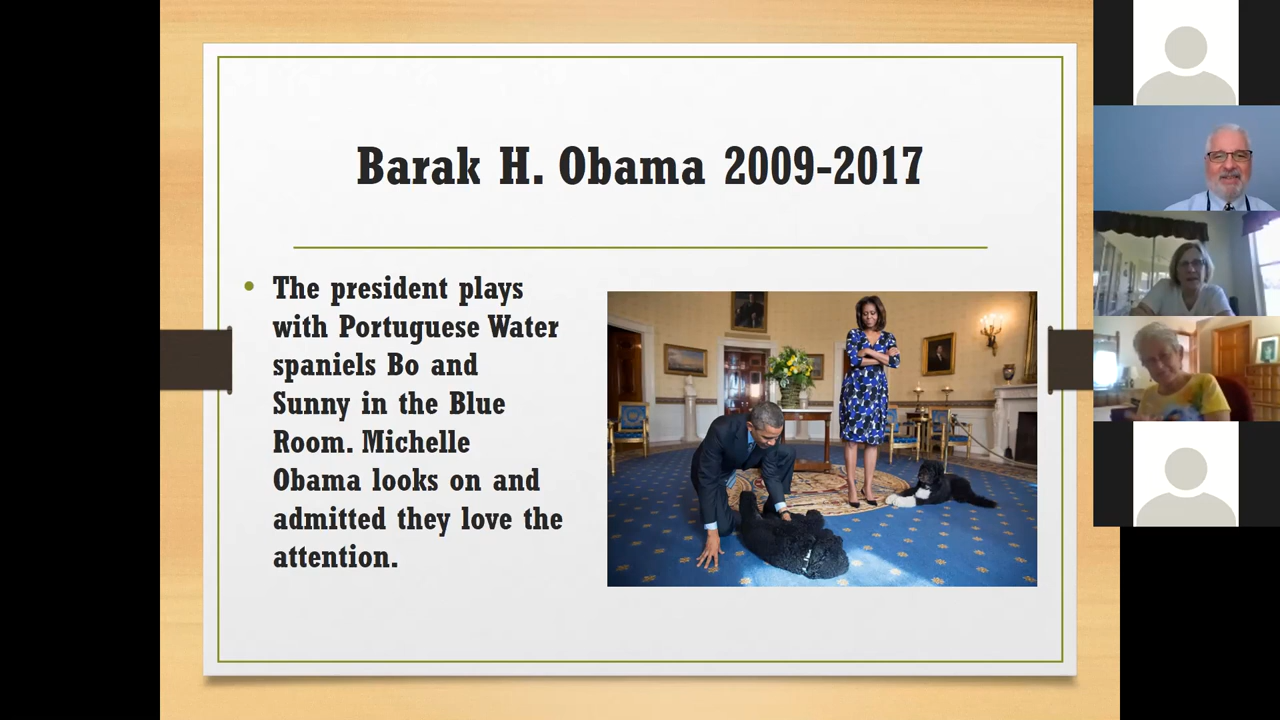 Barak H. Obama 2009-2017
The president plays
with Portuguese Water
spaniels Bo and
Sunny in the Blue
Room. Michelle
Obama looks on and
admitted they love the
attention.